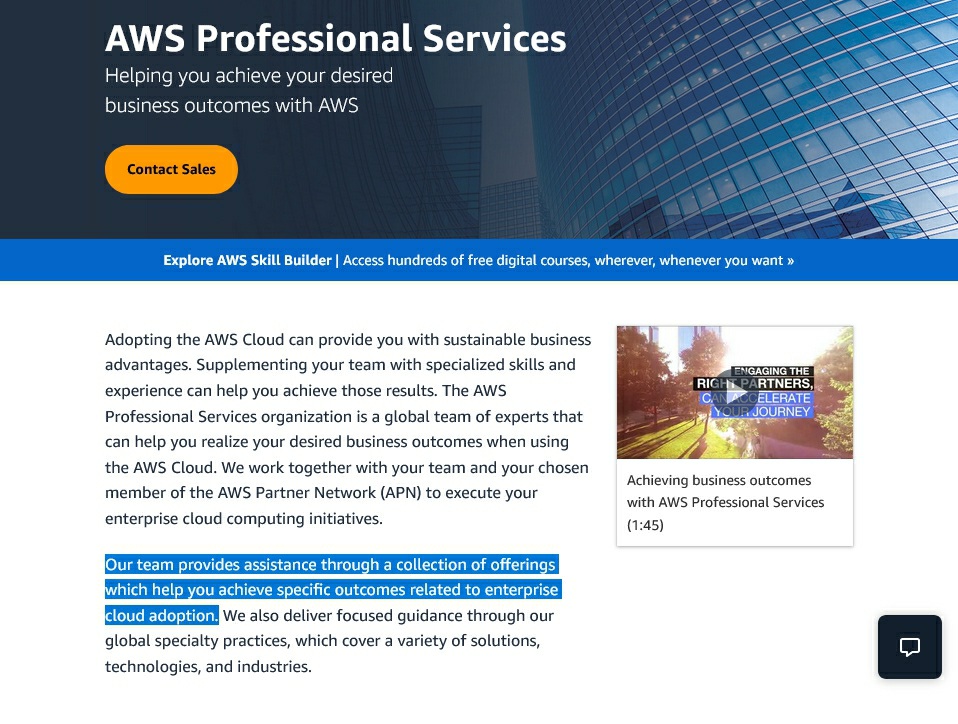 AWS Professional Services
Helping you achieve your desired
business outcomes with AWS
Contact Sales
Explore AWS Skill Builder | Access hundreds of free digital courses, wherever, whenever you want »
Adopting the AWS Cloud can provide you with sustainable business
advantages. Supplementing your team with specialized skills and
experience can help you achieve those results. The AWS
Professional Services organization is a global team of experts that
can help you realize your desired business outcomes when using
the AWS Cloud. We work together with your team and your chosen
member of the AWS Partner Network (APN) to execute your
enterprise cloud computing initiatives.
Our team provides assistance through a collection of offerings
which help you achieve specific outcomes related to enterprise
cloud adoption. We also deliver focused guidance through our
global specialty practices, which cover a variety of solutions,
technologies, and industries.
ENGAGING THE
RIGHT PARTNERS,
CAN ACCELERATE
YOUR JOURNEY
Achieving business outcomes
with AWS Professional Services
(1:45)